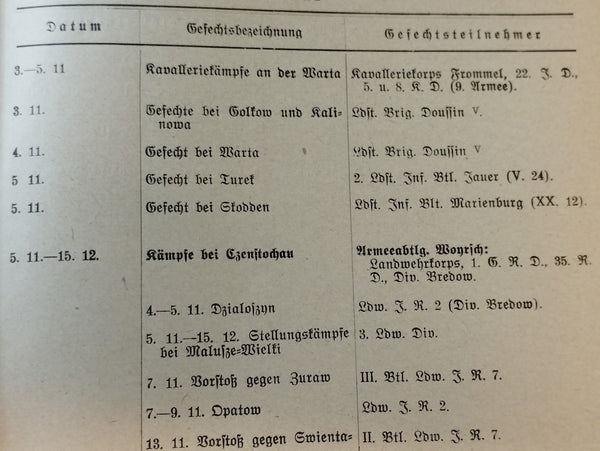 Datum Gefechtsbezeichnung Gefechtsteilnehmer
3.—5. 11 Kavalleriekämpfe an der Warta Kavalleriekorps Frommel, 22. J. D.,
5. u. 8. K. D. (9. Armee).
3. 11. Gefechte bei Golkow und Kali-
nowa Ldst. Brig. Doussin V.
4. 11. Gefecht bei Warta Ldst. Brig. Doussin V
5 11. Gefecht bei Turek 2. Ldst. Inf. Btl. Jauer (V. 24).
5. 11. Gefecht bei Skodden Ldst. Inf. Blt. Marienburg (XX. 12).
5. 11.—15. 12. Kämpfe bei Czenstochau Armeeabtlg. Woyrsch:
Landwehrkorps, 1. G. R. D., 35. R.
D., Div. Bredow.
4.—5. 11. Dzialoszyn Ldw. J. R. 2 (Div. Bredow).
5. 11.—15. 12. Stellungskämpfe
bei Malusze-Wielki 3. Ldw. Div.
7. 11. Vorstoß gegen Zuraw III. Btl. Ldw. J. R. 7.
7.—9. 11. Opatow Ldw. J. R. 2.
13. 11. Vorstoß gegen Swienta- II. Btl. Ldw. J. R. 7.